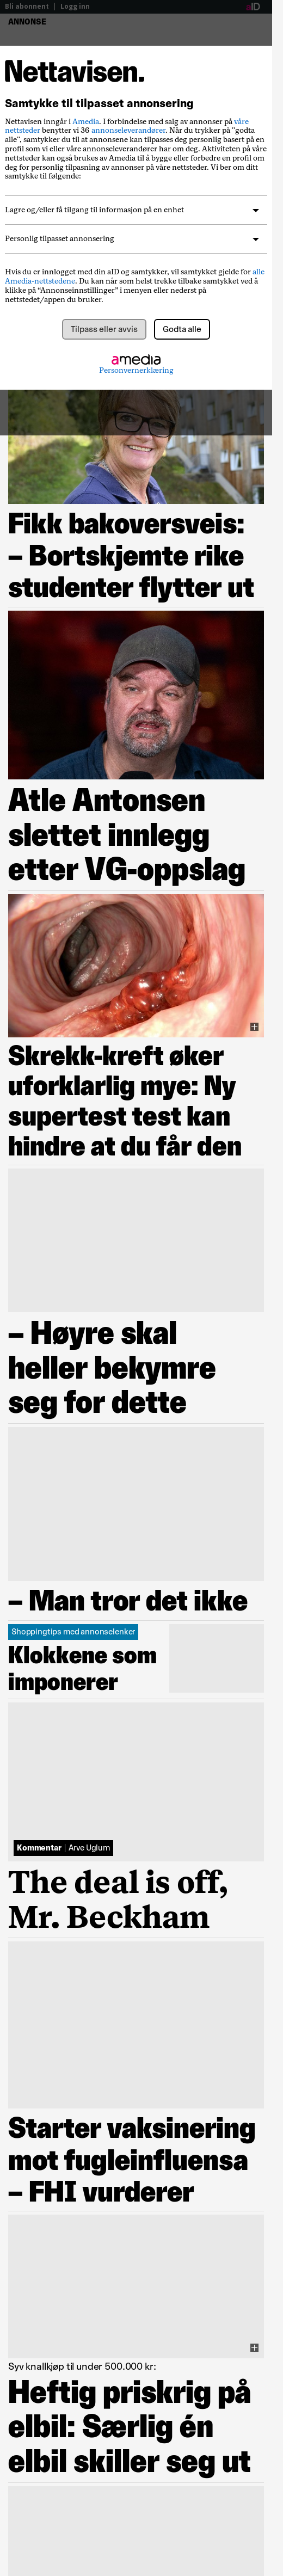 Bli abonnent | Logg inn
aID
ANNONSE
Nettavisen.
Samtykke til tilpasset annonsering
Nettavisen inngår i Amedia. I forbindelse med salg av annonser på våre
nettsteder benytter vi 36 annonseleverandører. Når du trykker på "godta
alle", samtykker du til at annonsene kan tilpasses deg personlig basert på en
profil som vi eller våre annonseleverandører har om deg. Aktiviteten på våre
nettsteder kan også brukes av Amedia til å bygge eller forbedre en profil om
deg for personlig tilpasning av annonser på våre nettsteder. Vi ber om ditt
samtykke til følgende:
Lagre og/eller få tilgang til informasjon på en enhet
Personlig tilpasset annonsering
Hvis du er innlogget med din aID og samtykker, vil samtykket gjelde for alle
Amedia-nettstedene. Du kan når som helst trekke tilbake samtykket ved å
klikke på “Annonseinnstillinger” i menyen eller nederst på
nettstedet/appen du bruker.
Tilpass eller avvis
Godta alle
amedia
Personvernerklæring
Fikk bakoversveis:
– Bortskjemte rike
studenter flytter ut
Atle Antonsen
slettet innlegg
etter VG-oppslag
Skrekk-kreft øker
uforklarlig mye: Ny
supertest test kan
hindre at du får den
– Høyre skal
heller bekymre
seg for dette
– Man tror det ikke
Shoppingtips med annonselenker
Klokkene som
imponerer
Kommentar | Arve Uglum
The deal is off,
Mr. Beckham
Starter vaksinering
mot fugleinfluensa
– FHI vurderer
Syv knallkjøp til under 500.000 kr:
Heftig priskrig på
elbil: Særlig én
elbil skiller seg ut